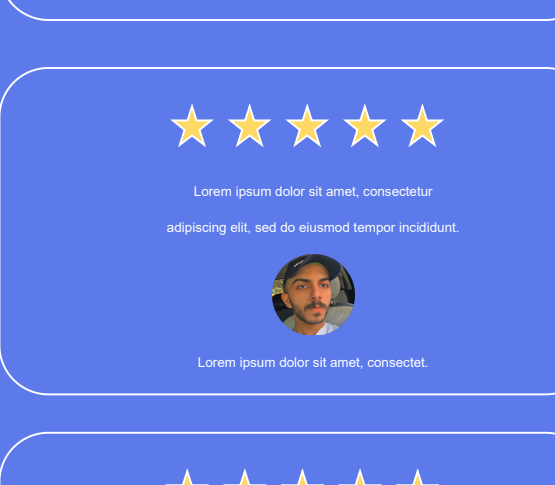 Lorem ipsum dolor sit amet, consectetur
adipiscing elit, sed do eiusmod tempor incididunt.
Lorem ipsum dolor sit amet, consectet.